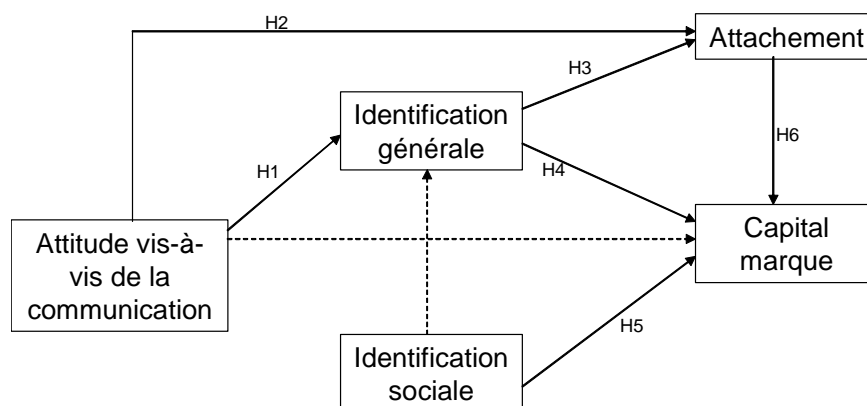 H2
Attachement
H3
Identification
générale
H6
H1
H4
Attitude vis-à-
vis de la
communication
Capital
marque
H5
Identification
sociale